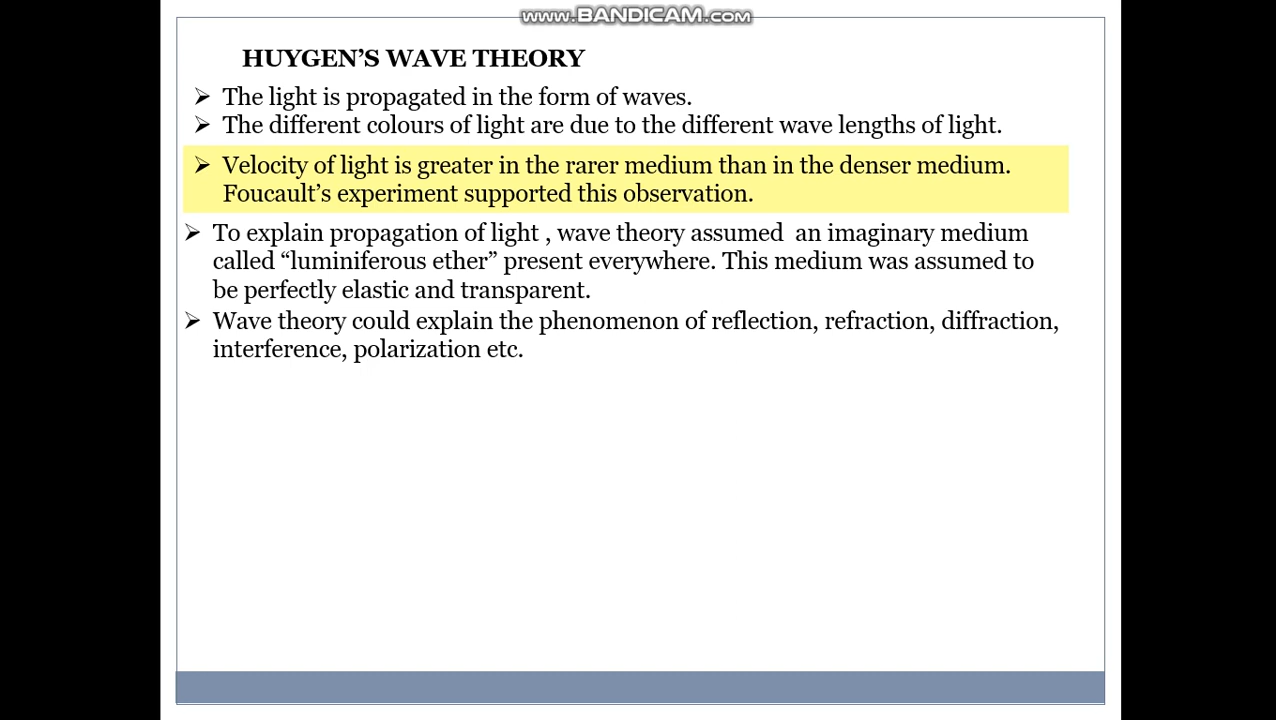 www.BANDICAM.com
HUYGEN’S WAVE THEORY
➢ The light is propagated in the form of waves.
➢ The different colours of light are due to the different wave lengths of light.
➢ Velocity of light is greater in the rarer medium than in the denser medium.
Foucault’s experiment supported this observation.
➢ To explain propagation of light , wave theory assumed  an imaginary medium
called “luminiferous ether” present everywhere. This medium was assumed to
be perfectly elastic and transparent.
➢ Wave theory could explain the phenomenon of reflection, refraction, diffraction,
interference, polarization etc.